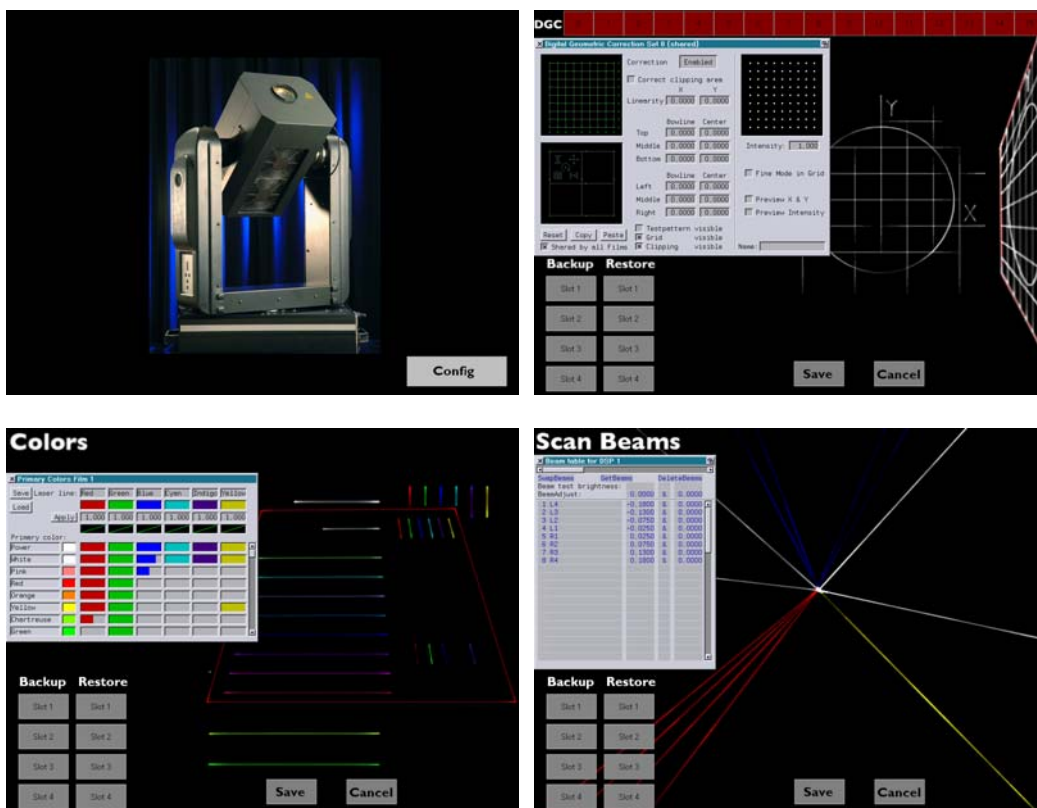 Config
DGC
Digital Geometric Correction Set 0 (shared)
Correction Enabled
Correct clipping area
X Y
Linearity 0.0000 0.0000
Bowline Center
Top 0.0000 0.0000
Middle 0.0000 0.0000
Bottom 0.0000 0.0000
Bowline Center
Left 0.0000 0.0000
Middle 0.0000 0.0000
Right 0.0000 0.0000
Testpattern visible
Grid visible
Clipping visible
Reset Copy Paste
Shared by all films
Intensity: 1.000
Fine Mode in Grid
Preview X & Y
Preview Intensity
Name:
Y
X
Backup Restore
Slot 1 Slot 1
Slot 2 Slot 2
Slot 3 Slot 3
Slot 4 Slot 4
Save Cancel
Colors
Primary Colors Film 1
Save Laser line: Red Green Blue Cyan Indigo Yellow
Load
Apply 1.000 1.000 1.000 1.000 1.000 1.000
Primary color:
Power
White
Pink
Red
Orange
Yellow
Chartreuse
Green
Backup Restore
Slot 1 Slot 1
Slot 2 Slot 2
Slot 3 Slot 3
Slot 4 Slot 4
Save Cancel
Scan Beams
Beam table for DSP 1
SwapBeams GetBeams DeleteBeams
Beam test brightness:
BeamAdjust: 0.0000 & 0.0000
1 L4 -0.1800 & 0.0000
2 L3 -0.1300 & 0.0000
3 L2 -0.0750 & 0.0000
4 L1 -0.0250 & 0.0000
5 R1 0.0250 & 0.0000
6 R2 0.0750 & 0.0000
7 R3 0.1300 & 0.0000
8 R4 0.1800 & 0.0000
Backup Restore
Slot 1 Slot 1
Slot 2 Slot 2
Slot 3 Slot 3
Slot 4 Slot 4
Save Cancel